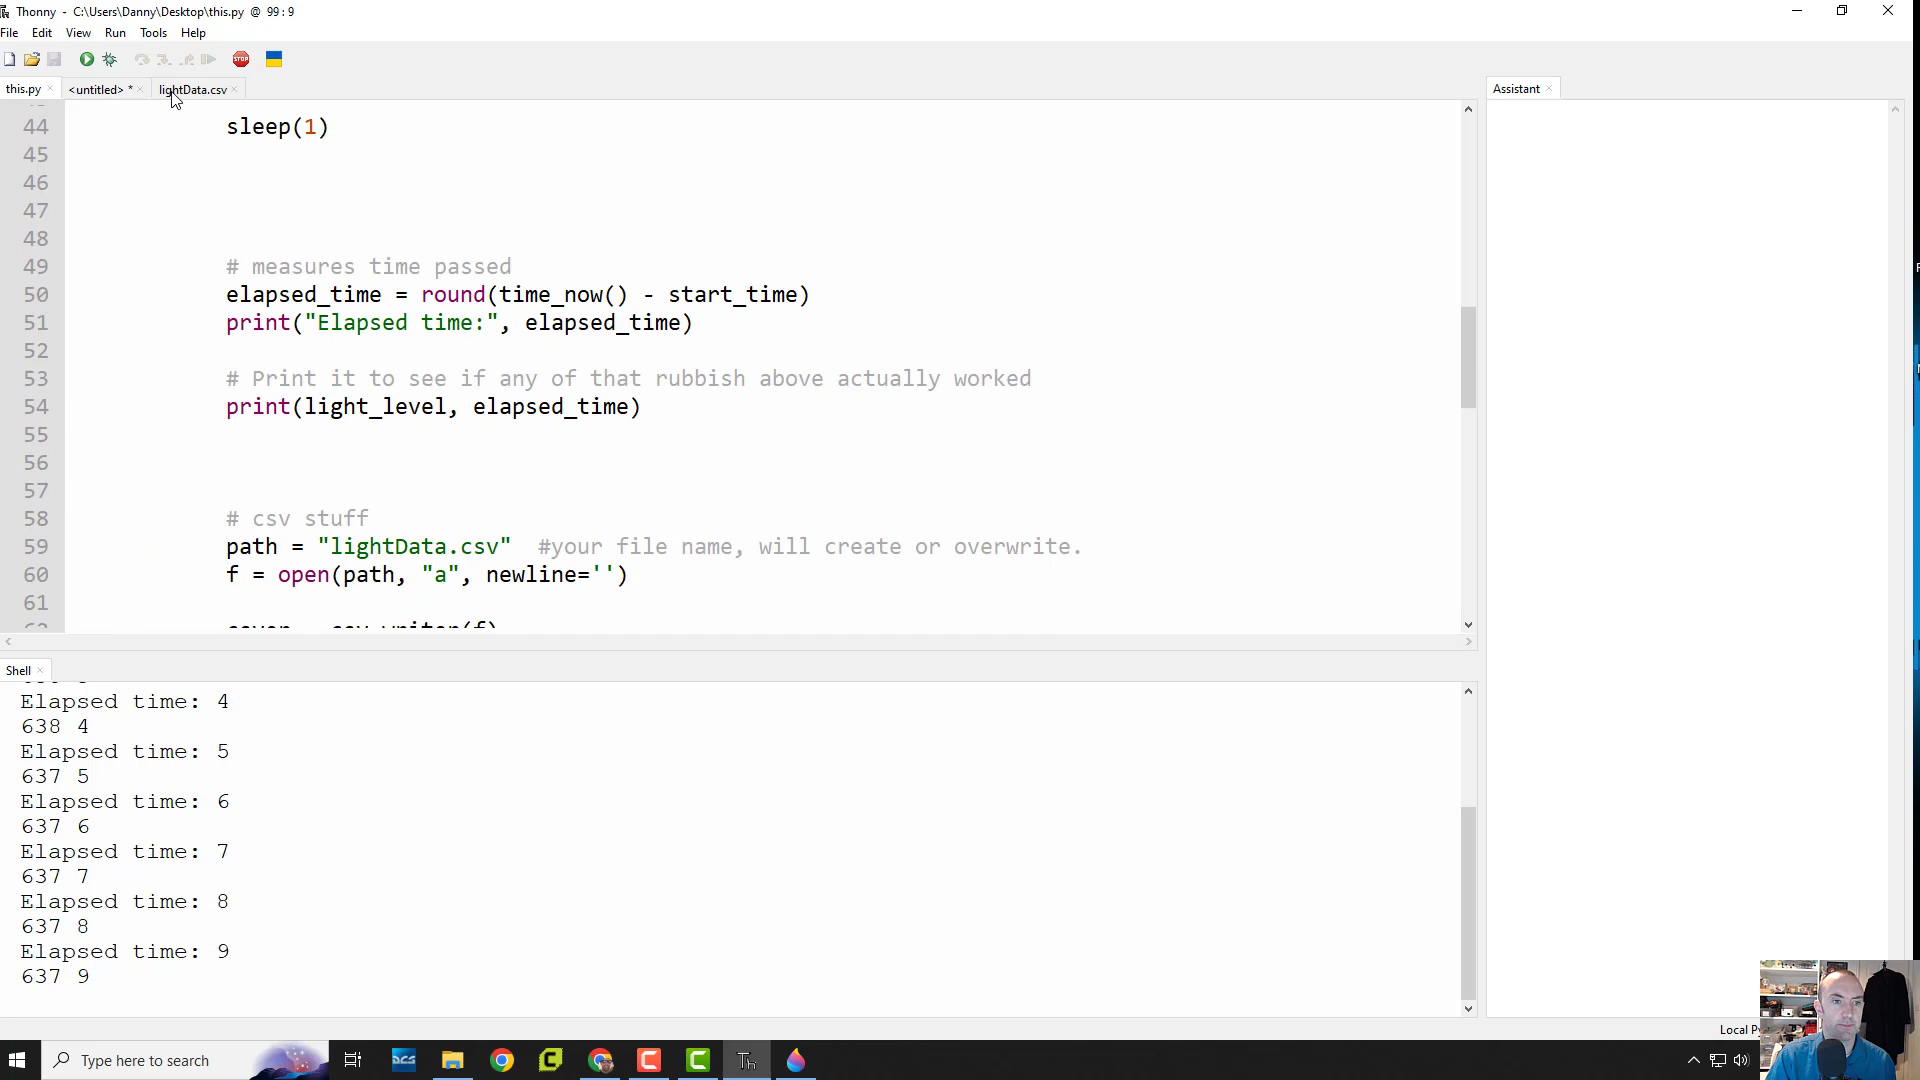 Thonny - C:\Users\Danny\Desktop\this.py @ 99:9
File Edit View Run Tools Help
STOP
this.py <untilted> * lightData.csv Assistant
44 sleep(1)
45
46
47
48
49 # measures time passed
50 elapsed_time = round(time_now() - start_time)
51 print("Elapsed time:", elapsed_time)
52
53 # Print it to see if any of that rubbish above actually worked
54 print(light_level, elapsed_time)
55
56
57
58 # csv stuff
59 path = "lightData.csv" #your file name, will create or overwrite.
60 f = open(path, "a", newline='')
61
Shell
Elapsed time: 4
638 4
Elapsed time: 5
637 5
Elapsed time: 6
637 6
Elapsed time: 7
637 7
Elapsed time: 8
637 8
Elapsed time: 9
637 9
Local Py
Type here to search
DCS
Th